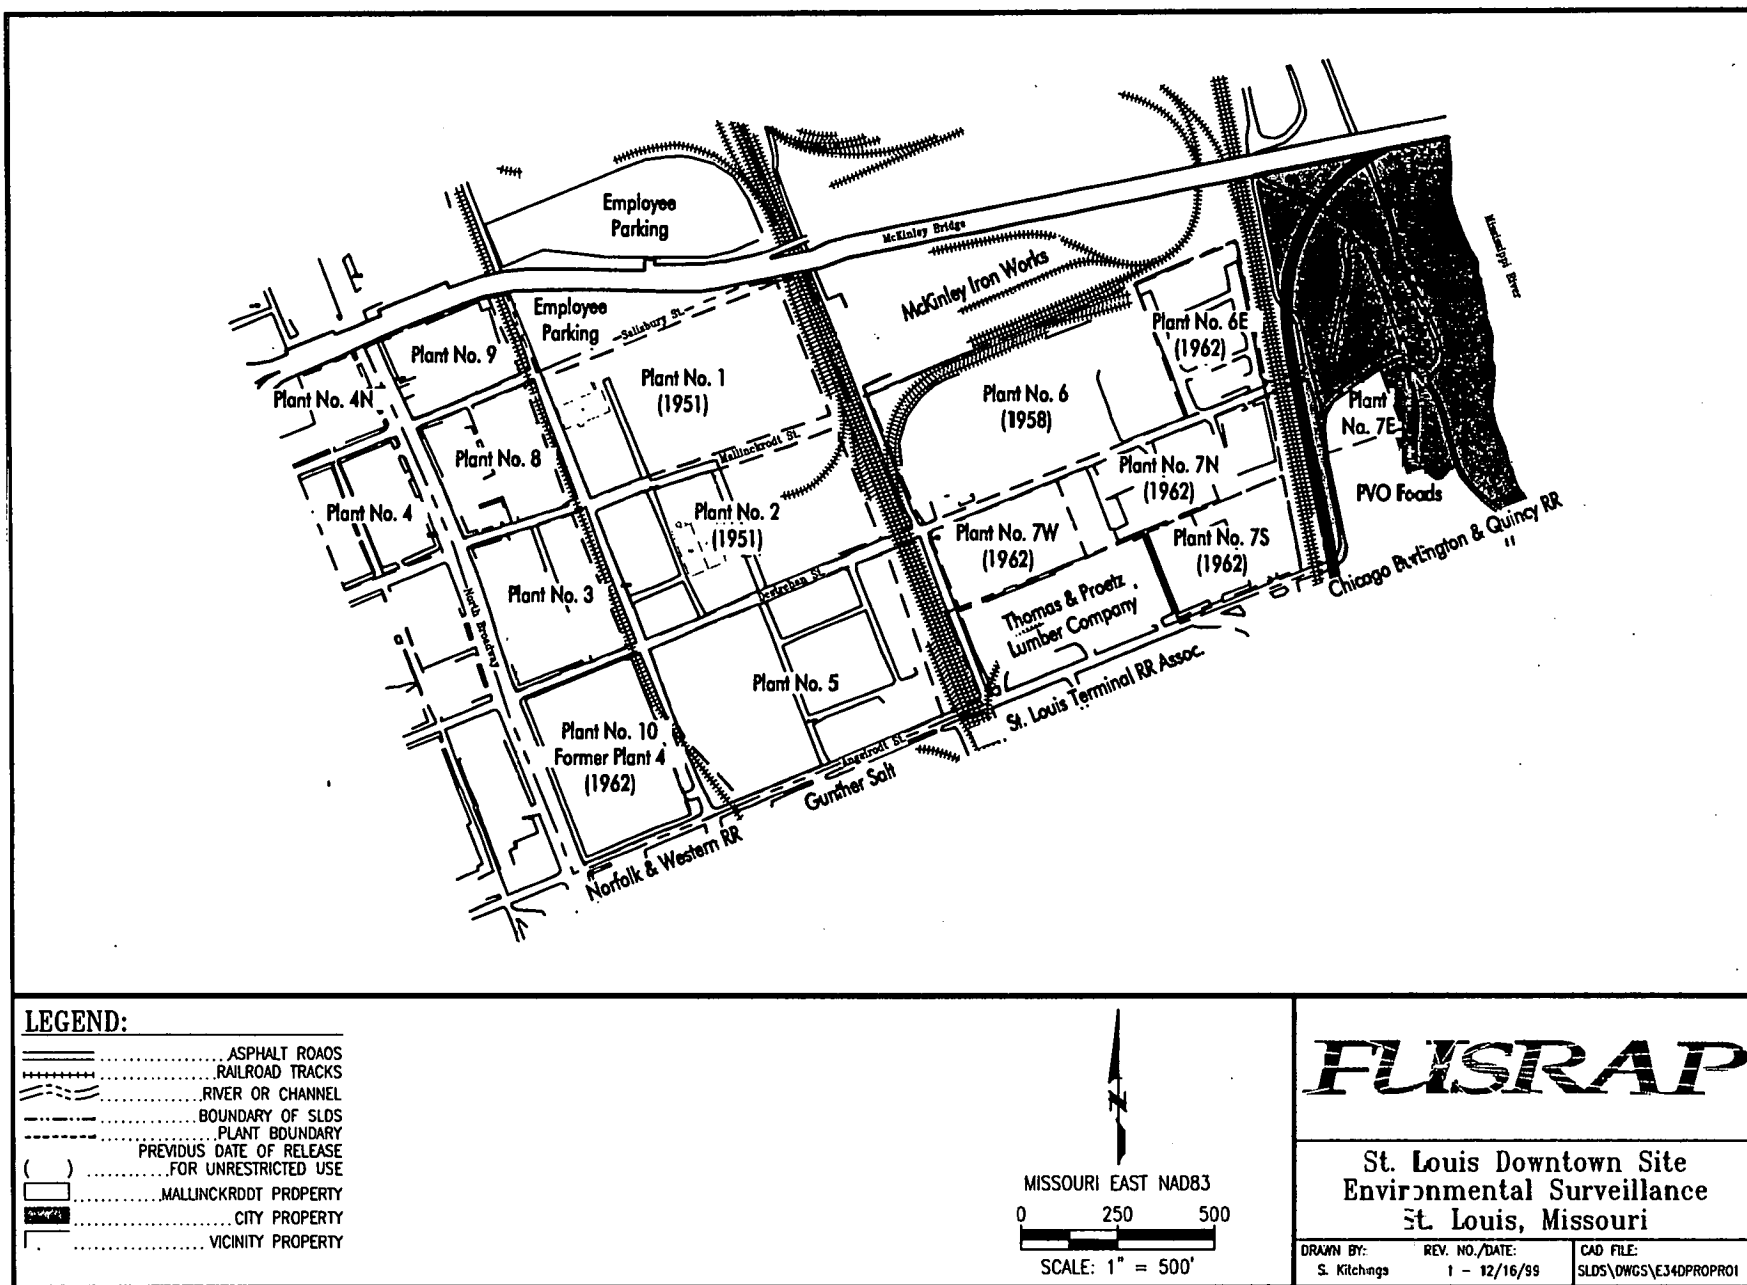 Employee
Parking
McKinley Bridge
Mississippi River
McKinley Iron Works
Employee
Parking
Salisbury St.
Plant No. 9
Plant No. 6E
(1962)
Plant No. 4N
Plant No. 1
(1951)
Plant No. 6
(1958)
Plant
No. 7E
Plant No. 8
Mallinckrodt St.
Plant No. 7N
(1962)
PVO Foods
Plant No. 4
Plant No. 2
(1951)
Plant No. 7W
(1962)
Plant No. 7S
(1962)
Chicago Burlington & Quincy RR
Plant No. 3
Destrehan St.
Thomas & Proetz
Lumber Company
North Broadway
Plant No. 5
St. Louis Terminal RR Assoc.
Plant No. 10
Former Plant 4
(1962)
Angelrodt St.
Gunther Salt
Norfolk & Western RR
LEGEND:
ASPHALT ROADS
RAILROAD TRACKS
RIVER OR CHANNEL
BOUNDARY OF SLDS
PLANT BOUNDARY
PREVIOUS DATE OF RELEASE
( ) FOR UNRESTRICTED USE
MALLINCKRODT PROPERTY
CITY PROPERTY
VICINITY PROPERTY
N
MISSOURI EAST NAD83
0 250 500
SCALE: 1" = 500'
FUSRAP
St. Louis Downtown Site
Environmental Surveillance
St. Louis, Missouri
DRAWN BY: REV. NO./DATE: CAD FILE:
S. Kitchings 1 - 12/16/99 SLDS\DWGS\E34DPROPR01